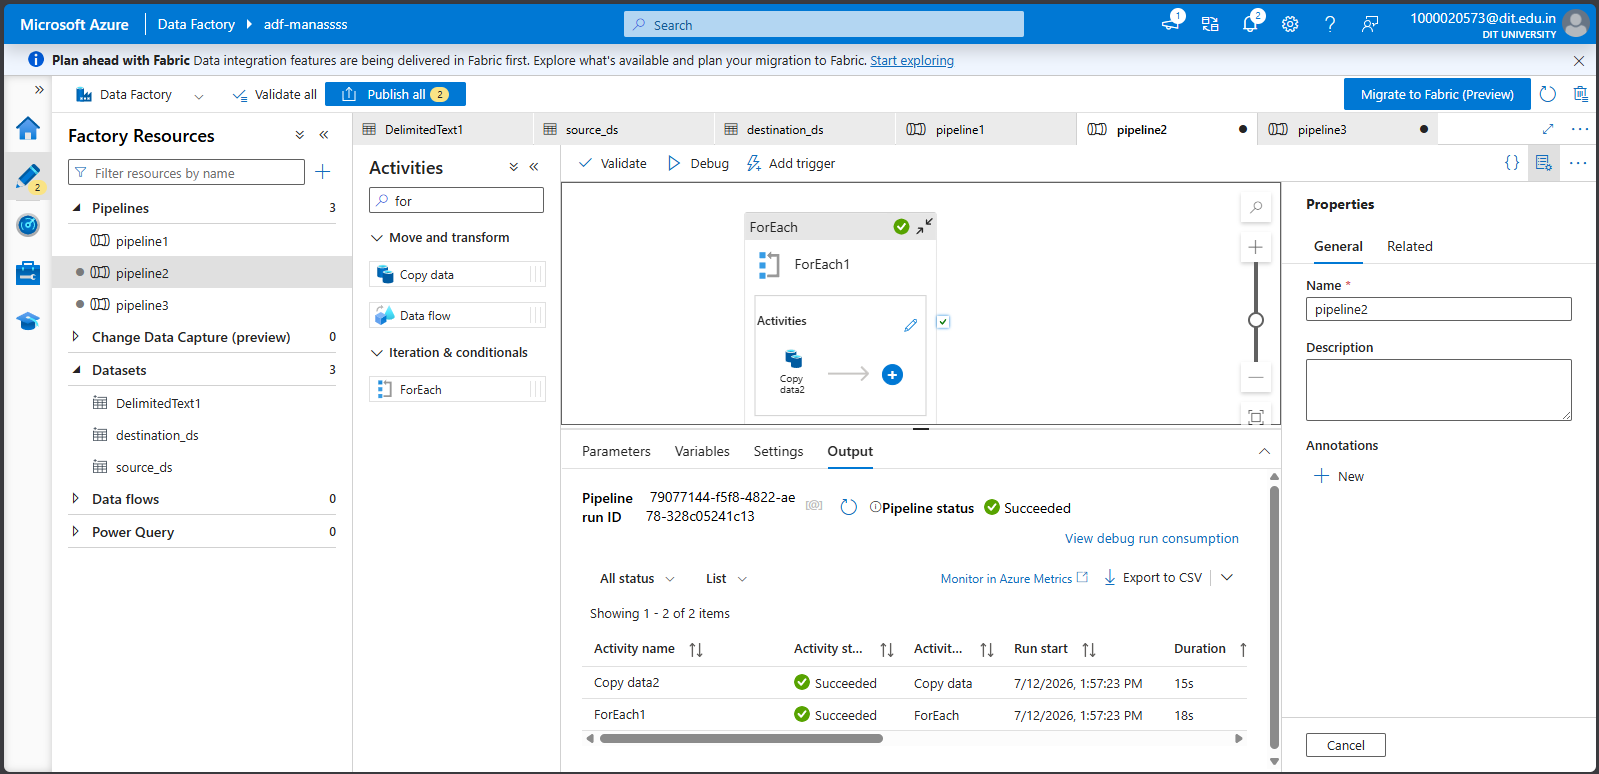 Microsoft Azure
Data Factory
adf-manassss
Search
1
2
1000020573@dit.edu.in
DIT UNIVERSITY
Plan ahead with Fabric Data integration features are being delivered in Fabric first. Explore what's available and plan your migration to Fabric. Start exploring
Data Factory
Validate all
Publish all 2
Migrate to Fabric (Preview)
2
Factory Resources
Filter resources by name
Pipelines 3
pipeline1
pipeline2
pipeline3
Change Data Capture (preview) 0
Datasets 3
DelimitedText1
destination_ds
source_ds
Data flows 0
Power Query 0
DelimitedText1
source_ds
destination_ds
pipeline1
pipeline2
pipeline3
Activities
for
Move and transform
Copy data
Data flow
Iteration & conditionals
ForEach
Validate
Debug
Add trigger
ForEach
ForEach1
Activities
Copy
data2
Parameters
Variables
Settings
Output
Pipeline
run ID
79077144-f5f8-4822-ae
78-328c05241c13
Pipeline status
Succeeded
View debug run consumption
All status
List
Monitor in Azure Metrics
Export to CSV
Showing 1 - 2 of 2 items
Activity name Activity st... Activit... Run start Duration
Copy data2 Succeeded Copy data 7/12/2026, 1:57:23 PM 15s
ForEach1 Succeeded ForEach 7/12/2026, 1:57:23 PM 18s
Properties
General
Related
Name *
pipeline2
Description
Annotations
New
Cancel